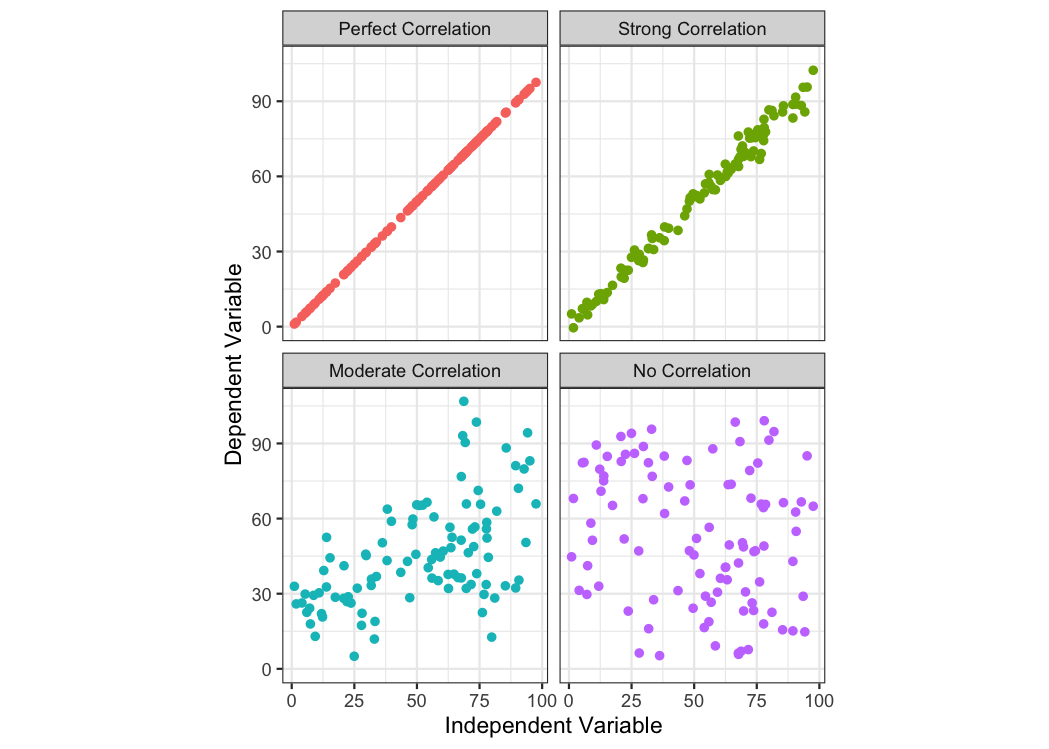 Perfect Correlation
Strong Correlation
90
60
30
0
Moderate Correlation
No Correlation
90
60
30
0
0 25 50 75 100
0 25 50 75 100
Independent Variable
Dependent Variable